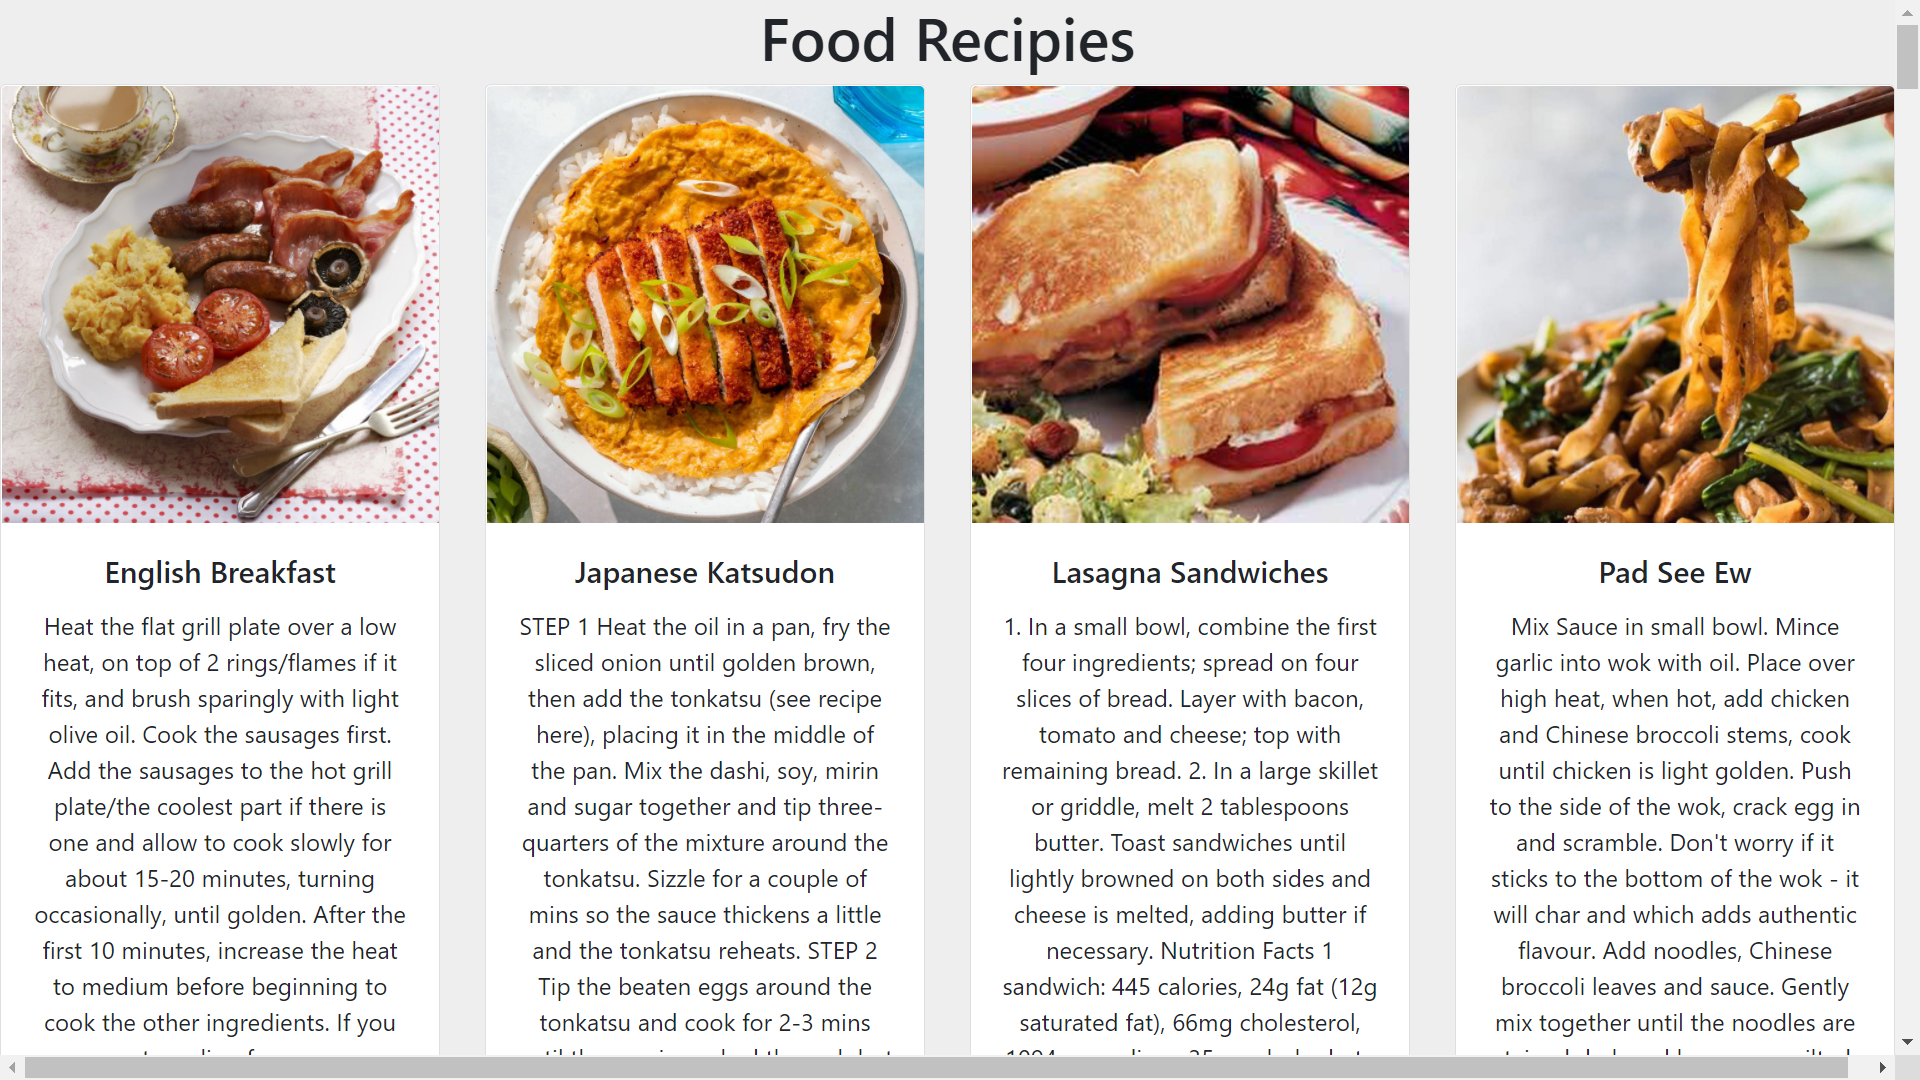 Food Recipies
English Breakfast
Heat the flat grill plate over a low
heat, on top of 2 rings/flames if it
fits, and brush sparingly with light
olive oil. Cook the sausages first.
Add the sausages to the hot grill
plate/the coolest part if there is
one and allow to cook slowly for
about 15-20 minutes, turning
occasionally, until golden. After the
first 10 minutes, increase the heat
to medium before beginning to
cook the other ingredients. If you
Japanese Katsudon
STEP 1 Heat the oil in a pan, fry the
sliced onion until golden brown,
then add the tonkatsu (see recipe
here), placing it in the middle of
the pan. Mix the dashi, soy, mirin
and sugar together and tip three-
quarters of the mixture around the
tonkatsu. Sizzle for a couple of
mins so the sauce thickens a little
and the tonkatsu reheats. STEP 2
Tip the beaten eggs around the
tonkatsu and cook for 2-3 mins
Lasagna Sandwiches
1. In a small bowl, combine the first
four ingredients; spread on four
slices of bread. Layer with bacon,
tomato and cheese; top with
remaining bread. 2. In a large skillet
or griddle, melt 2 tablespoons
butter. Toast sandwiches until
lightly browned on both sides and
cheese is melted, adding butter if
necessary. Nutrition Facts 1
sandwich: 445 calories, 24g fat (12g
saturated fat), 66mg cholesterol,
Pad See Ew
Mix Sauce in small bowl. Mince
garlic into wok with oil. Place over
high heat, when hot, add chicken
and Chinese broccoli stems, cook
until chicken is light golden. Push
to the side of the wok, crack egg in
and scramble. Don't worry if it
sticks to the bottom of the wok - it
will char and which adds authentic
flavour. Add noodles, Chinese
broccoli leaves and sauce. Gently
mix together until the noodles are